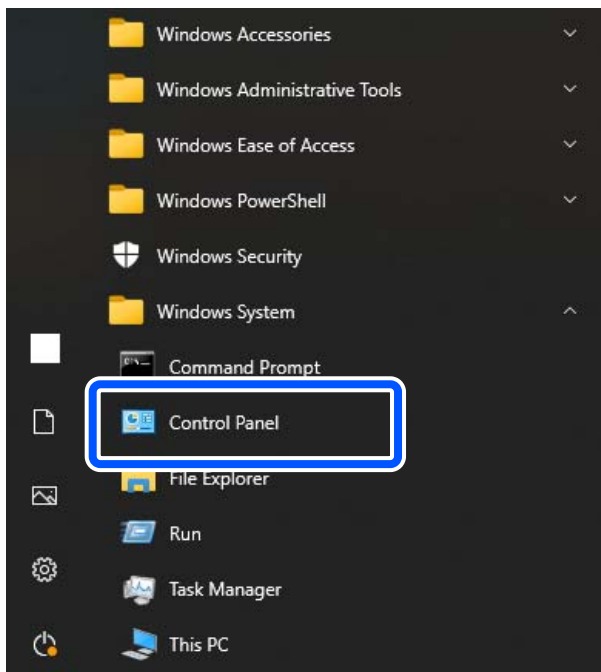 Windows Accessories
Windows Administrative Tools
Windows Ease of Access
Windows PowerShell
Windows Security
Windows System
Command Prompt
Control Panel
File Explorer
Run
Task Manager
This PC